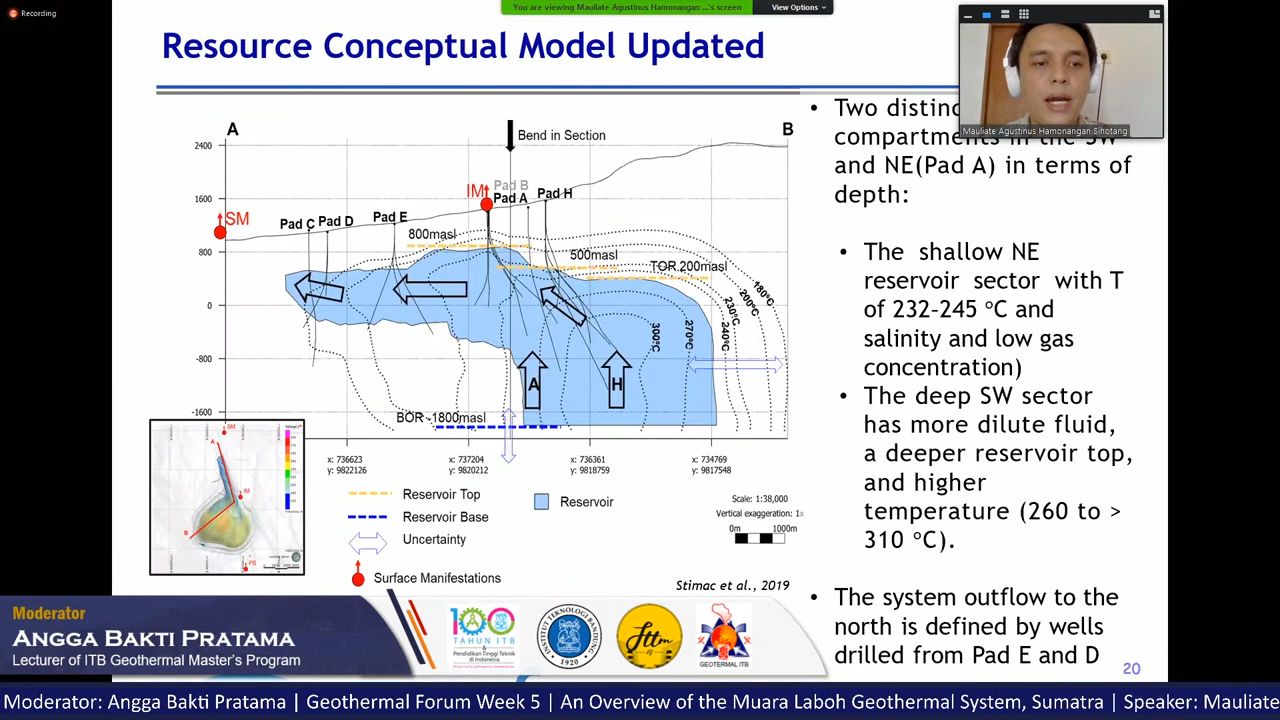 Recording
You are viewing Mauliate Agustinus Hamonangan ...'s screen
View Options
Resource Conceptual Model Updated
Mauliate Agustinus Hamonangan Sihotang
A
B
Bend in Section
2400
1600
800
0
-800
-1600
SM
IM
Pad B
Pad C
Pad D
Pad E
Pad A
Pad H
800masl
500masl
TOR 200masl
180°C
200°C
230°C
240°C
270°C
300°C
A
H
BOR -1800masl
x: 736623
y: 9822126
x: 737204
y: 9820212
x: 736361
y: 9818759
x: 734769
y: 9817548
Reservoir Top
Reservoir Base
Uncertainty
Surface Manifestations
Reservoir
Scale: 1:38,000
Vertical exaggeration: 1x
0m 1000m
SM
A
IM
B
PS
Stimac et al., 2019
• Two distinc
compartments in the SW
and NE(Pad A) in terms of
depth:
• The shallow NE
reservoir sector with T
of 232-245 °C and
salinity and low gas
concentration)
• The deep SW sector
has more dilute fluid,
a deeper reservoir top,
and higher
temperature (260 to >
310 °C).
• The system outflow to the
north is defined by wells
drilled from Pad E and D
20
Moderator
ANGGA BAKTI PRATAMA
Lecturer of ITB Geothermal Master's Program
100
TAHUN ITB
&
Pendidikan Tinggi Teknik
di Indonesia
INSTITUT TEKNOLOGI BANDUNG
1920
fttm
GEOTHERMAL ITB
Moderator: Angga Bakti Pratama | Geothermal Forum Week 5 | An Overview of the Muara Laboh Geothermal System, Sumatra | Speaker: Mauliate